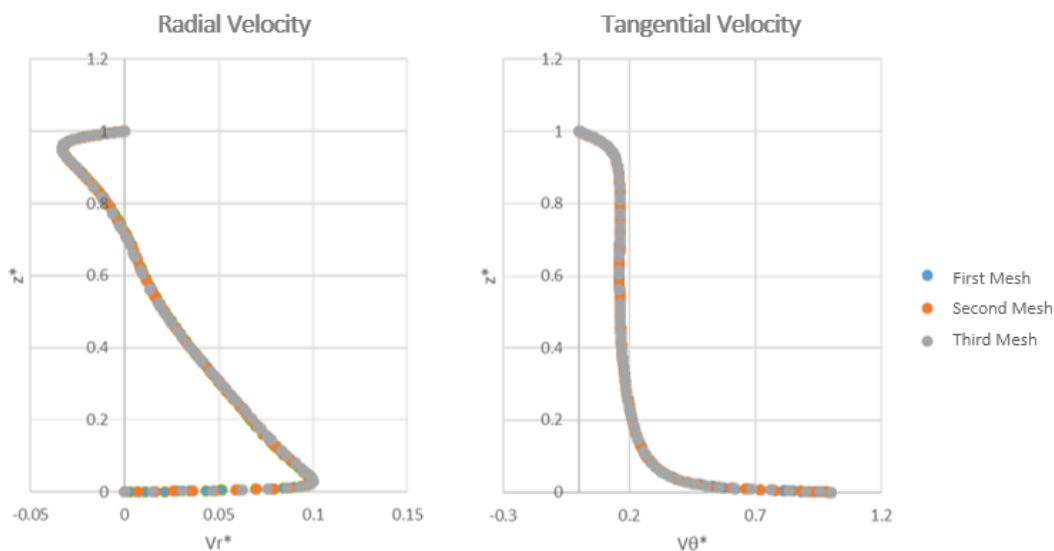 Radial Velocity
1.2
1
0.8
0.6
0.4
0.2
0
-0.05
0
0.05
0.1
0.15
z*
Vr*
Tangential Velocity
1.2
1
0.8
0.6
0.4
0.2
0
-0.3
0.2
0.7
1.2
z*
Vθ*
First Mesh
Second Mesh
Third Mesh